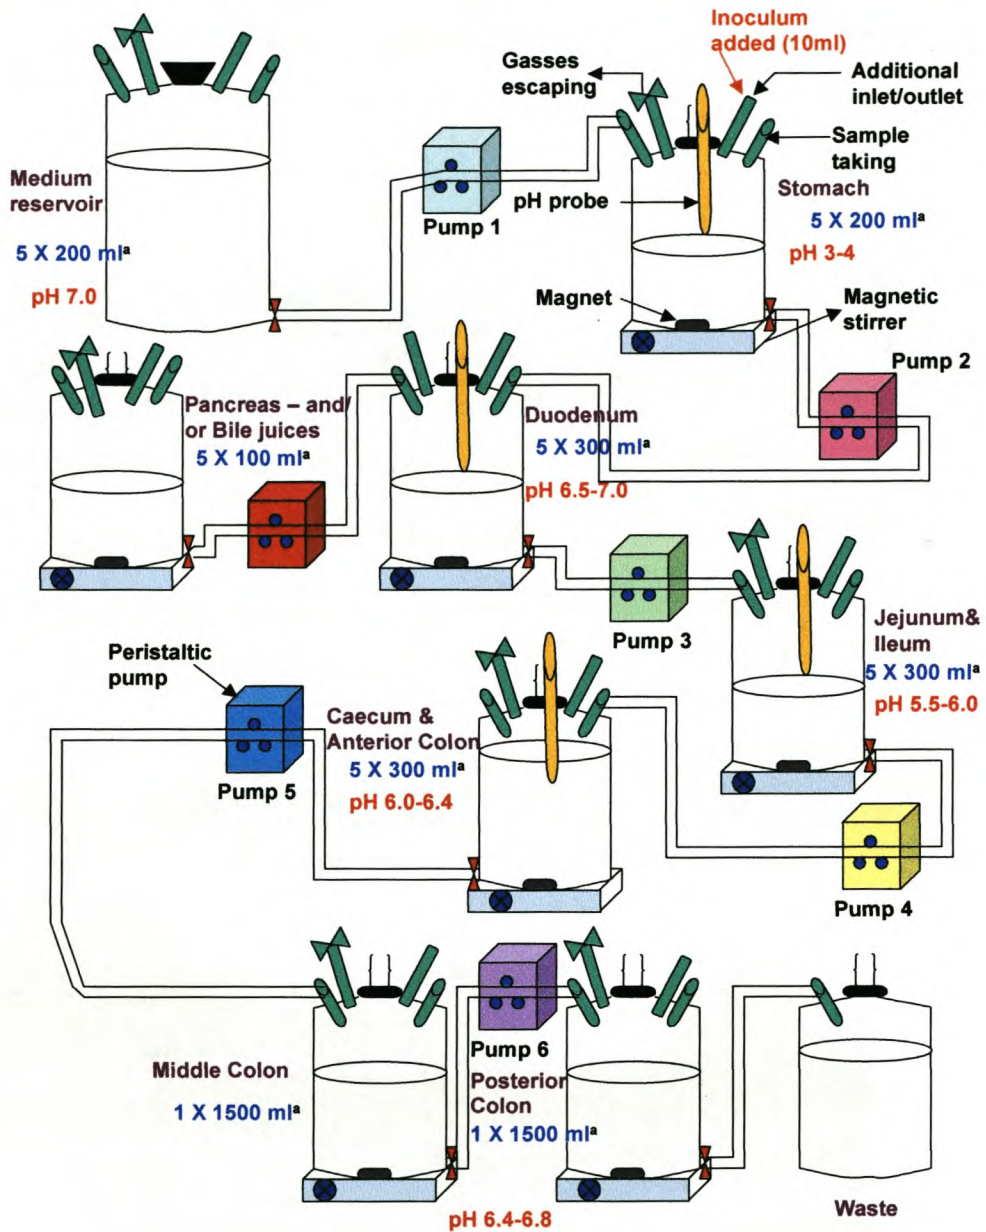 Inoculum
added (10ml)
Gasses
escaping
Additional
inlet/outlet
Sample
taking
Medium
reservoir
5 X 200 mlª
pH 7.0
Pump 1
pH probe
Stomach
5 X 200 mlª
pH 3-4
Magnet
Magnetic
stirrer
Pump 2
Pancreas – and/
or Bile juices
5 X 100 mlª
Duodenum
5 X 300 mlª
pH 6.5-7.0
Pump 3
Jejunum&
Ileum
5 X 300 mlª
pH 5.5-6.0
Peristaltic
pump
Pump 5
Caecum &
Anterior Colon
5 X 300 mlª
pH 6.0-6.4
Pump 4
Middle Colon
1 X 1500 mlª
Pump 6
Posterior
Colon
1 X 1500 mlª
Waste
pH 6.4-6.8